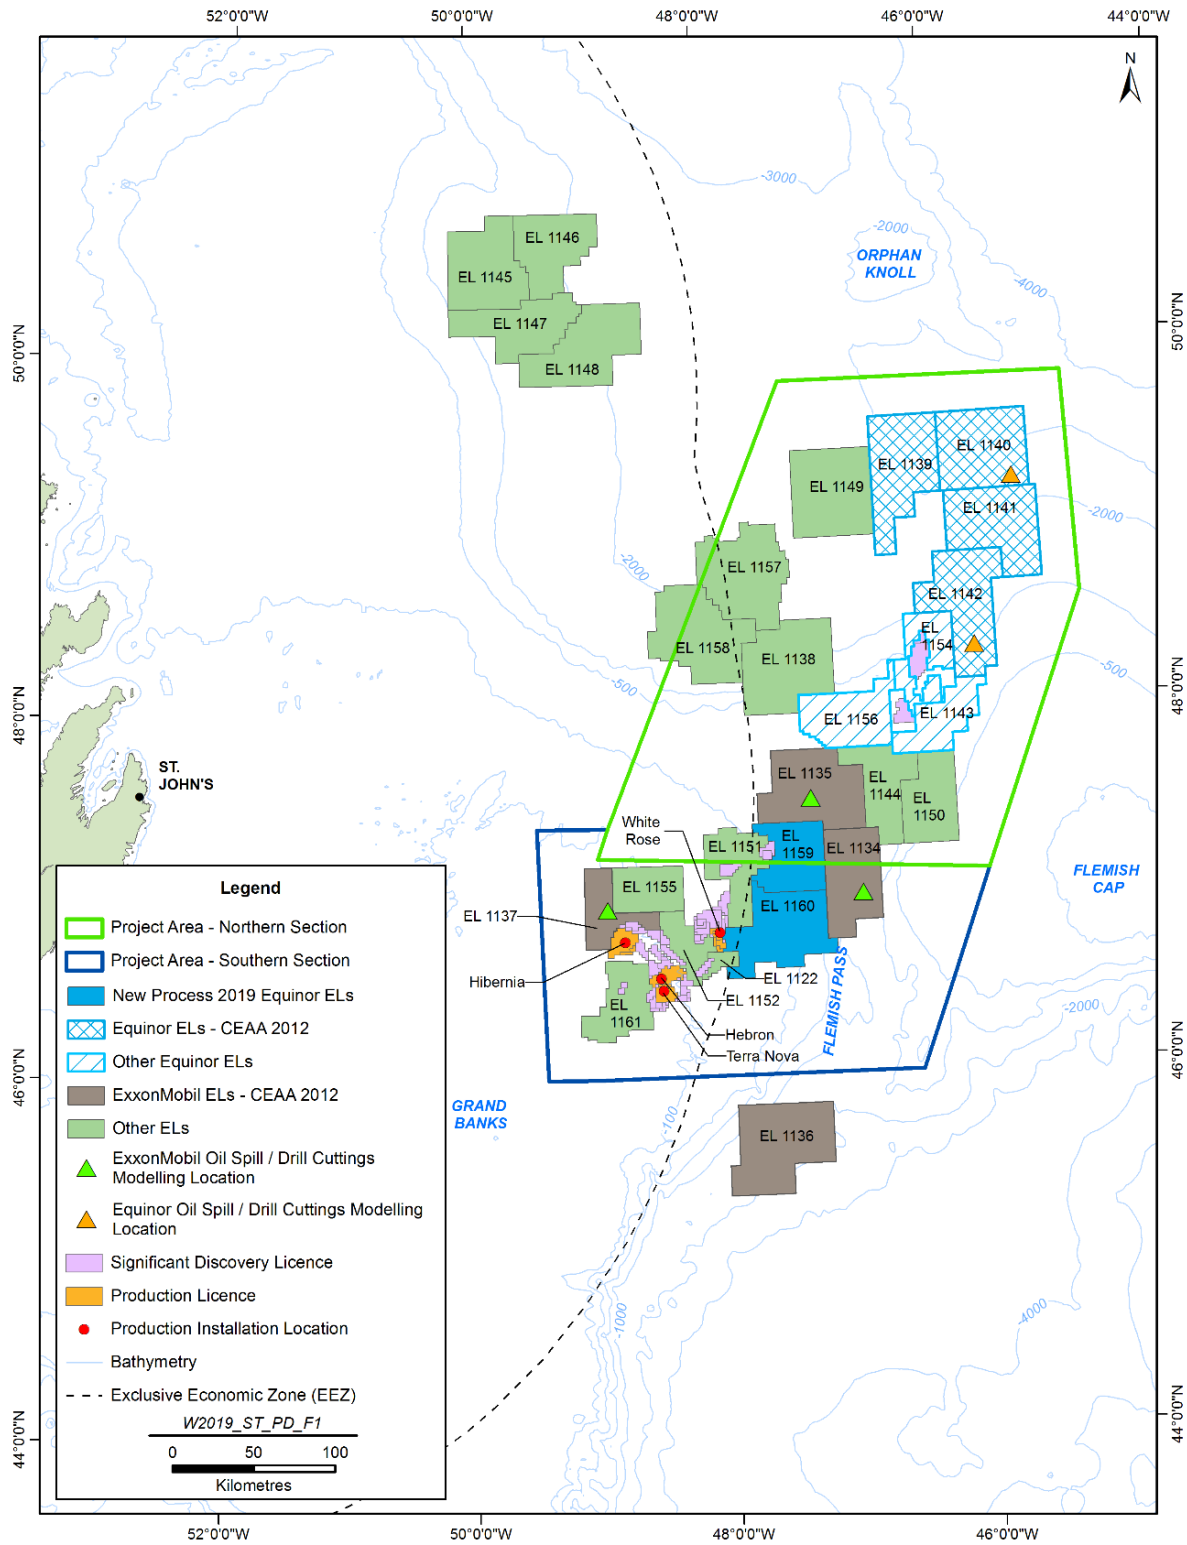 52°0'0"W
50°0'0"W
48°0'0"W
46°0'0"W
44°0'0"W
N
-3000
-2000
ORPHAN
KNOLL
-4000
EL 1146
EL 1145
EL 1147
EL 1148
50°0'0"N
50°0'0"N
EL 1140
EL 1139
EL 1149
EL 1141
-2000
-2000
EL 1157
EL 1142
EL
1154
EL 1158
EL 1138
-500
-500
48°0'0"N
48°0'0"N
EL 1156
EL 1143
ST.
JOHN'S
EL 1135
EL
1144
EL
1150
White
Rose
EL 1151
EL
1159
EL 1134
FLEMISH
CAP
EL 1155
EL 1137
EL 1160
Hibernia
EL 1122
EL 1152
EL
1161
FLEMISH PASS
-2000
Hebron
Terra Nova
46°0'0"N
46°0'0"N
GRAND
BANKS
-100
EL 1136
-1000
-4000
44°0'0"N
44°0'0"N
Legend
Project Area - Northern Section
Project Area - Southern Section
New Process 2019 Equinor ELs
Equinor ELs - CEAA 2012
Other Equinor ELs
ExxonMobil ELs - CEAA 2012
Other ELs
ExxonMobil Oil Spill / Drill Cuttings
Modelling Location
Equinor Oil Spill / Drill Cuttings Modelling
Location
Significant Discovery Licence
Production Licence
Production Installation Location
Bathymetry
Exclusive Economic Zone (EEZ)
W2019_ST_PD_F1
0 50 100
Kilometres
52°0'0"W
50°0'0"W
48°0'0"W
46°0'0"W